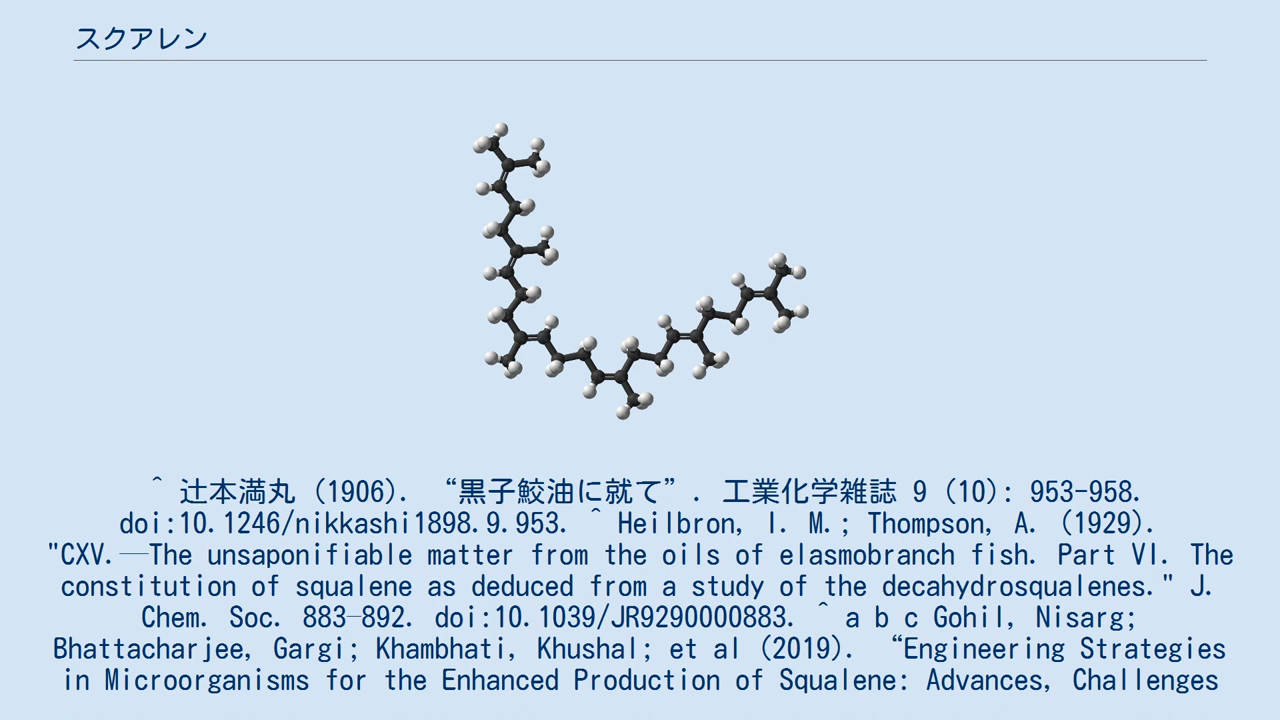 スクアレン
^ 辻本満丸 (1906). “黒子鮫油に就て”. 工業化学雑誌 9 (10): 953-958.
doi:10.1246/nikkashi1898.9.953. ^ Heilbron, I. M.; Thompson, A. (1929).
"CXV.—The unsaponifiable matter from the oils of elasmobranch fish. Part VI. The
constitution of squalene as deduced from a study of the decahydrosqualenes." J.
Chem. Soc. 883–892. doi:10.1039/JR9290000883. ^ a b c Gohil, Nisarg;
Bhattacharjee, Gargi; Khambhati, Khushal; et al (2019). “Engineering Strategies
in Microorganisms for the Enhanced Production of Squalene: Advances, Challenges